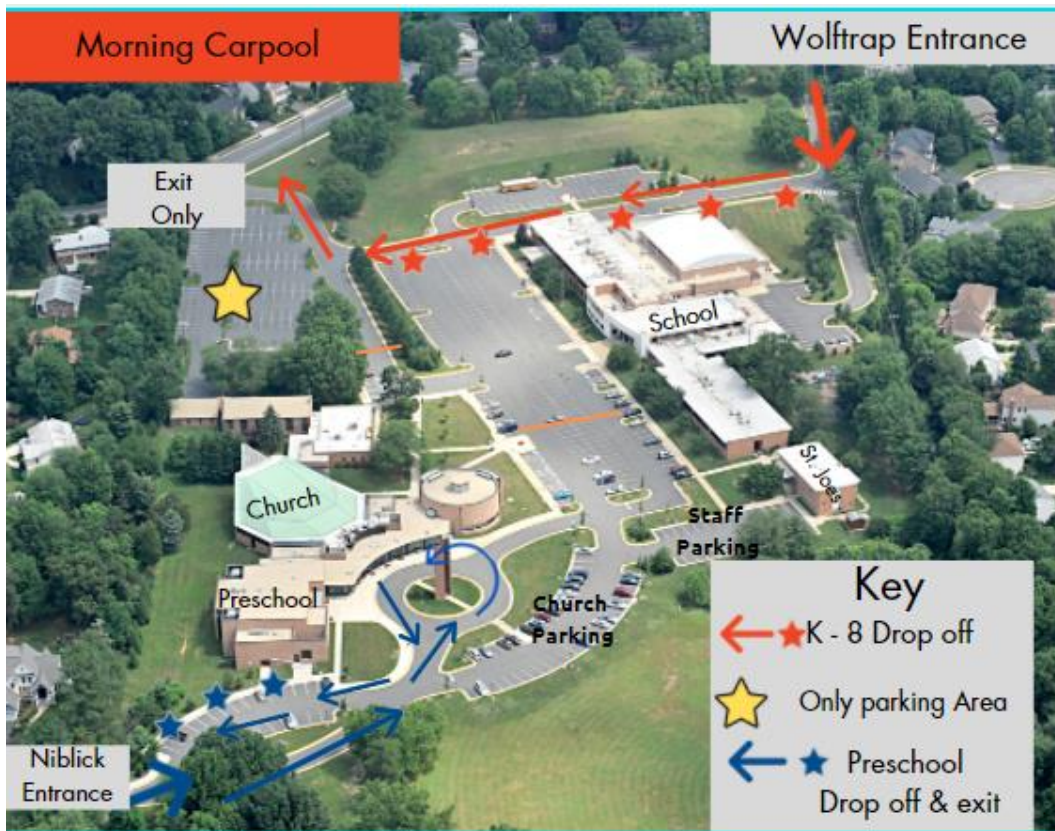 Morning Carpool
Wolftrap Entrance
Exit
Only
School
St. Joes
Church
Staff
Parking
Preschool
Church
Parking
Niblick
Entrance
Key
K - 8 Drop off
Only parking Area
Preschool
Drop off & exit